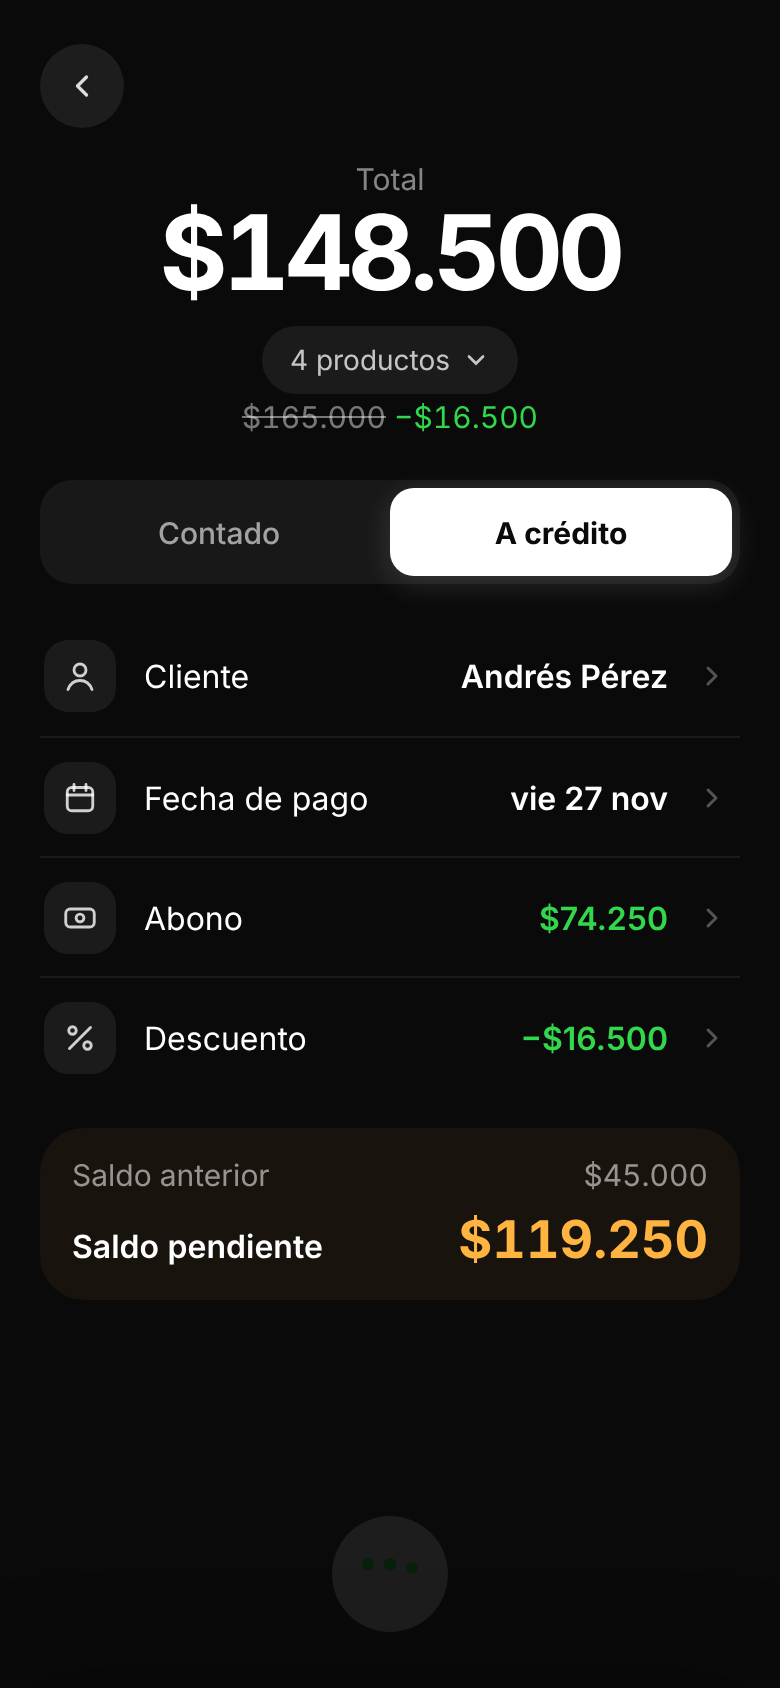 Total
$148.500
4 productos
$165.000 −$16.500
Contado
A crédito
Cliente
Andrés Pérez
Fecha de pago
vie 27 nov
Abono
$74.250
Descuento
−$16.500
Saldo anterior
$45.000
Saldo pendiente
$119.250